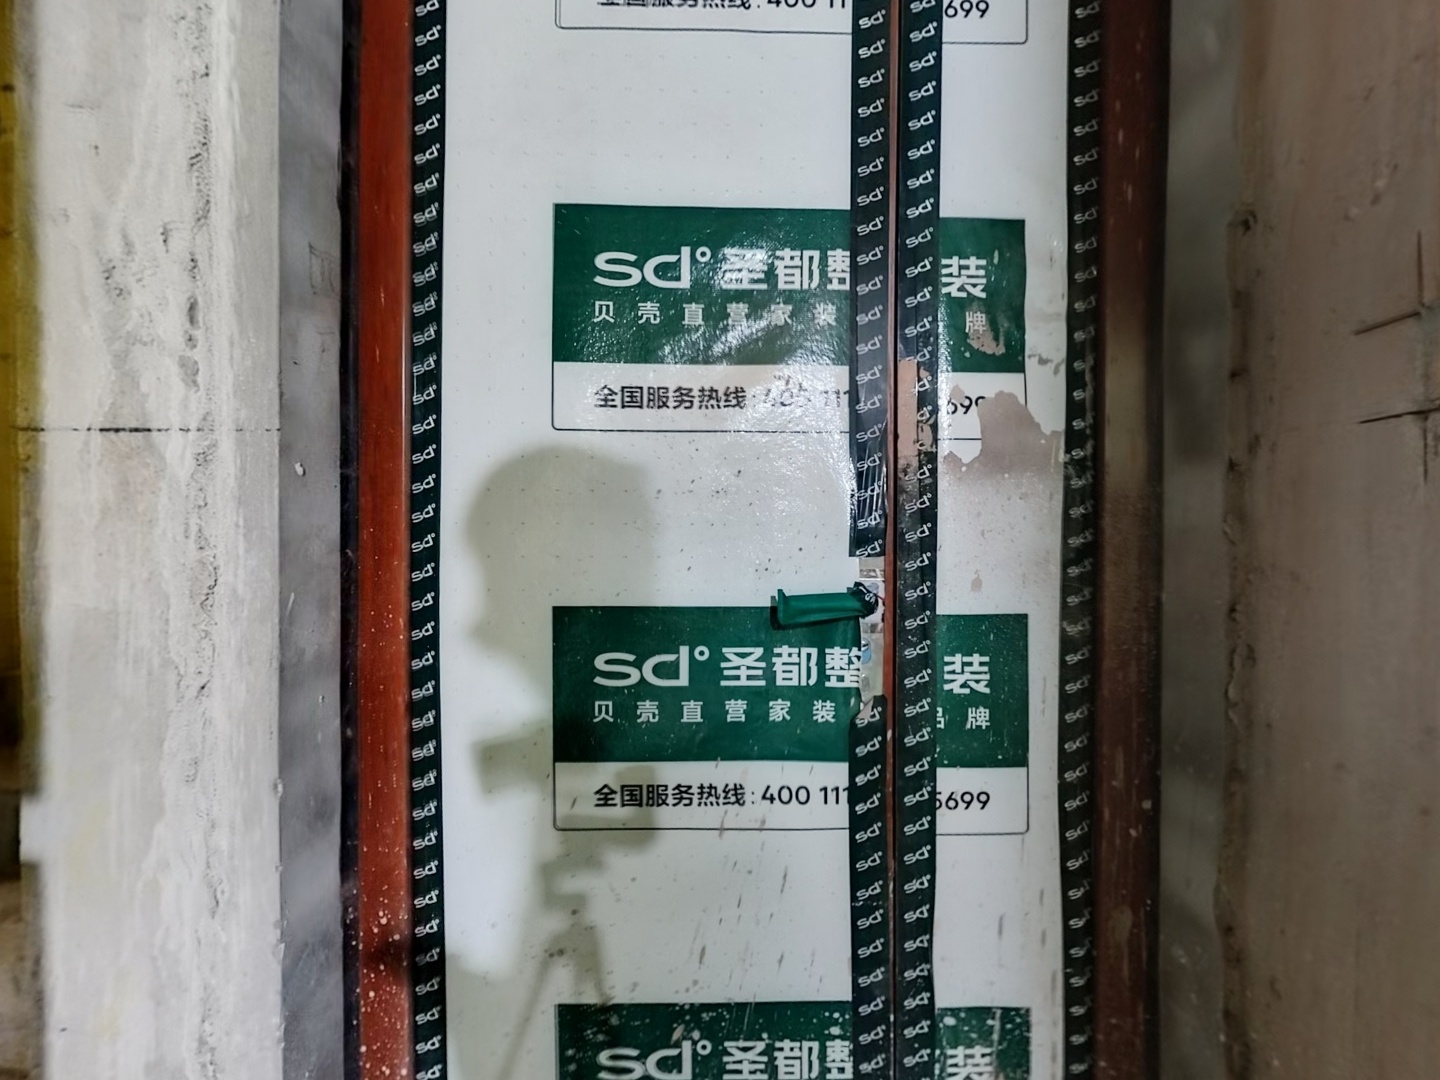 全国服务热线:400 11 699
sd° 圣都整 装
贝壳直营家装 牌
全国服务热线 111 699
sd° 圣都整 装
贝壳直营家装 品牌
全国服务热线:400 111 5699
sd° 圣都整 装